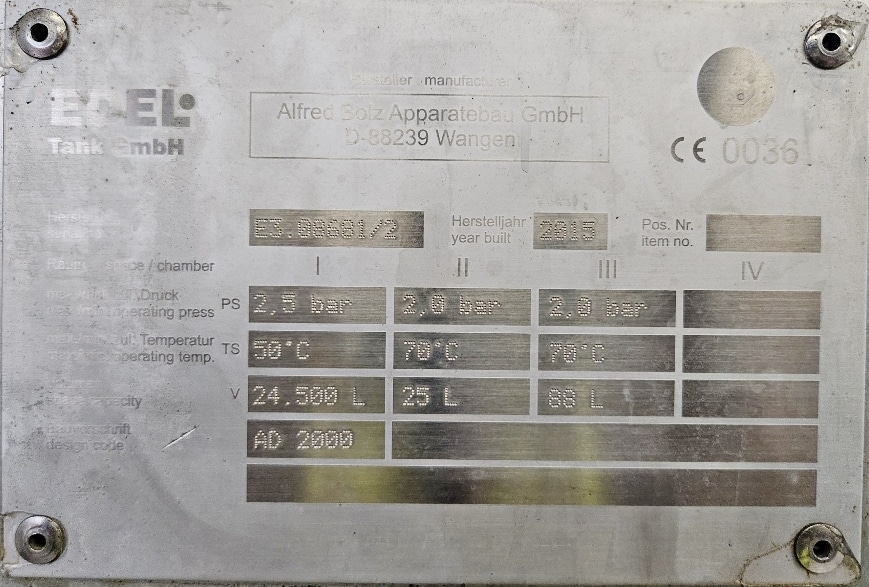 Hersteller manufacturer
Alfred Bolz Apparatebau GmbH
D-88239 Wangen
Tank GmbH
CE 0036
E3.00681/2
Herstelljahr
year built
2015
Pos. Nr.
item no.
space / chamber I II III IV
Druck
operating press PS 2,5 bar 2,0 bar 2,0 bar
Temperatur
operating temp. TS 50°C 70°C 70°C
capacity V 24.500 L 25 L 88 L
design code AD 2000